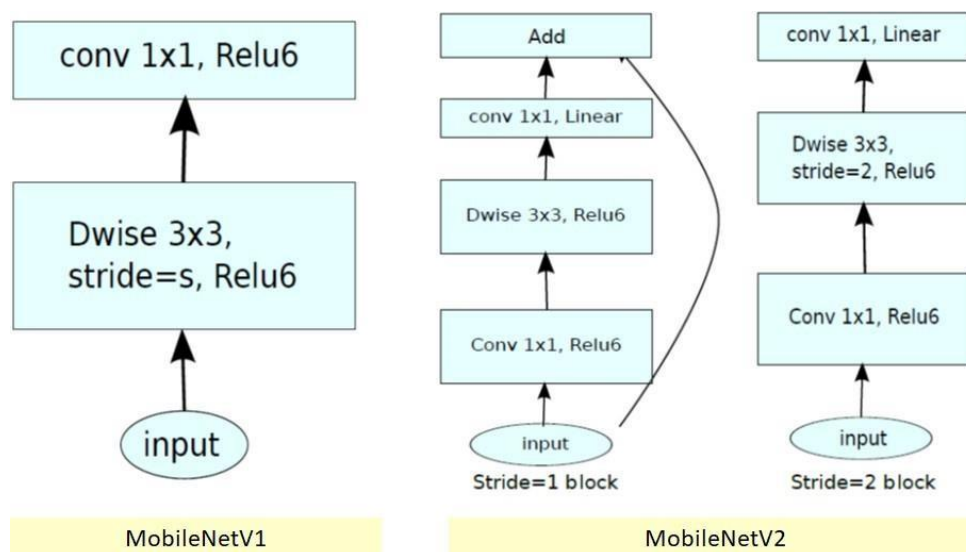 conv 1x1, Relu6
Dwise 3x3,
stride=s, Relu6
input
MobileNetV1
Add
conv 1x1, Linear
Dwise 3x3, Relu6
Conv 1x1, Relu6
input
Stride=1 block
conv 1x1, Linear
Dwise 3x3,
stride=2, Relu6
Conv 1x1, Relu6
input
Stride=2 block
MobileNetV2